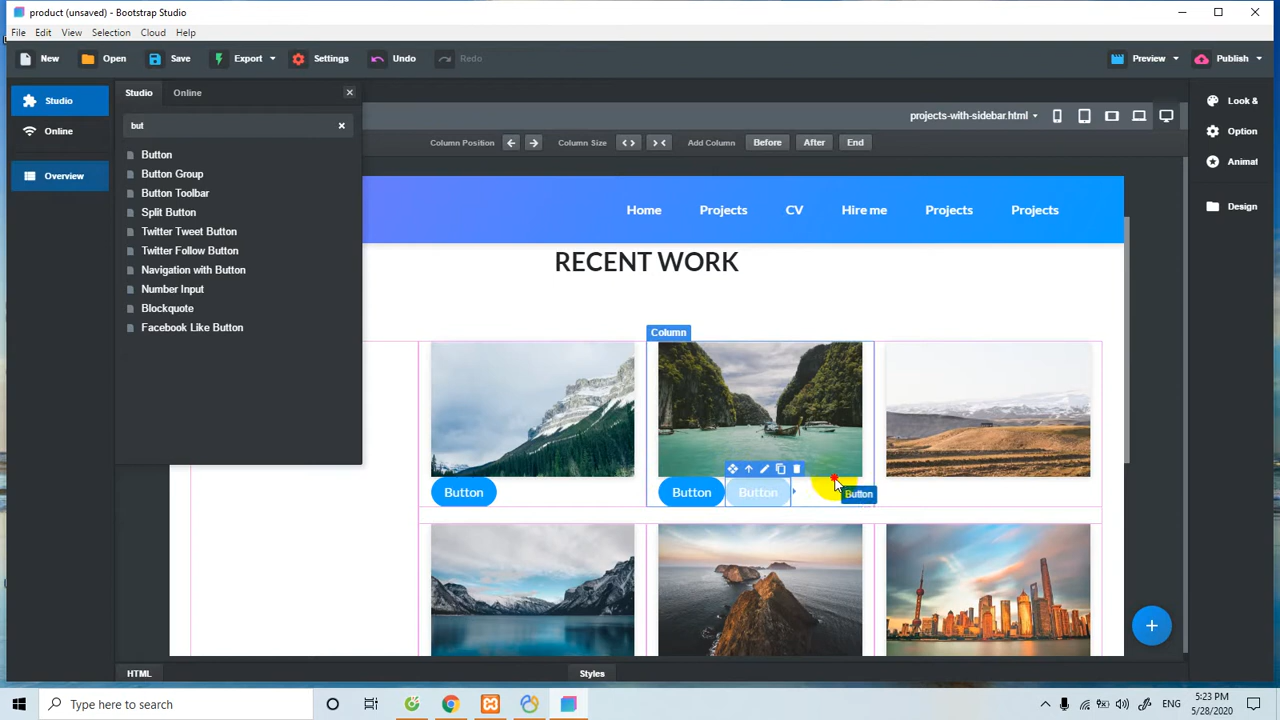 product (unsaved) - Bootstrap Studio
File Edit View Selection Cloud Help
New Open Save Export Settings Undo Redo Preview Publish
Studio Online
Studio
but
Online
Overview
Button
Button Group
Button Toolbar
Split Button
Twitter Tweet Button
Twitter Follow Button
Navigation with Button
Number Input
Blockquote
Facebook Like Button
projects-with-sidebar.html
Column Position Column Size Add Column Before After End
Look &
Option
Animat
Design
Home Projects CV Hire me Projects Projects
RECENT WORK
Column
Button Button Button Button
HTML Styles
Type here to search
ENG
5:23 PM
5/28/2020